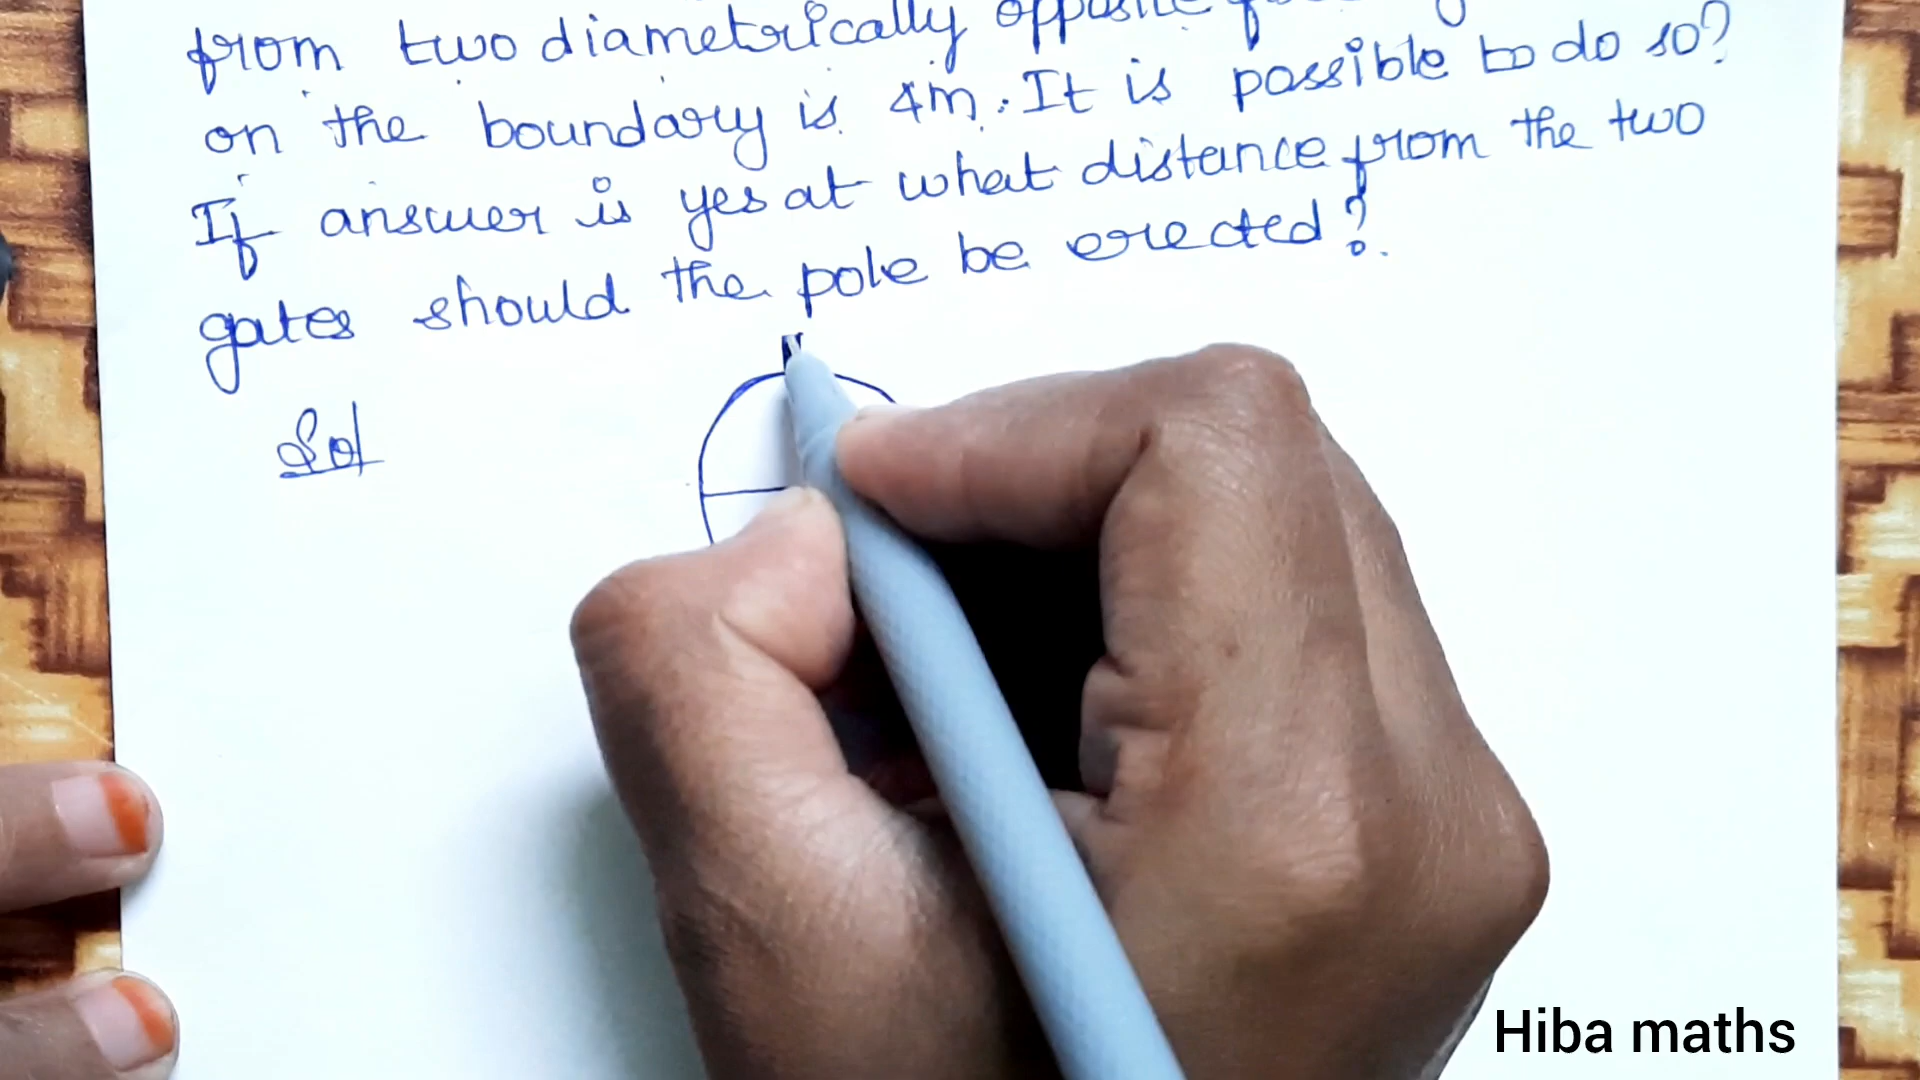 from two diametrically opposite
on the boundary is 4m. It is possible to do so?
If answer is yes at what distance from the two
gates should the pole be erected?.
Sol
Hiba maths